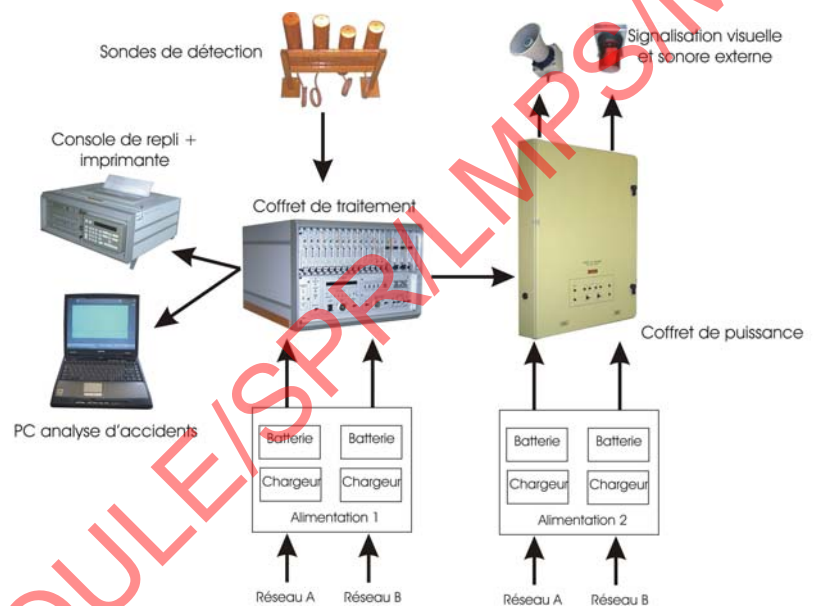 Sondes de détection
Signalisation visuelle
et sonore externe
Console de repli +
imprimante
Coffret de traitement
Coffret de puissance
PC analyse d'accidents
Batterie
Batterie
Chargeur
Chargeur
Alimentation 1
Batterie
Batterie
Chargeur
Chargeur
Alimentation 2
Réseau A
Réseau B
Réseau A
Réseau B
DULE/SPR/LMPS/M